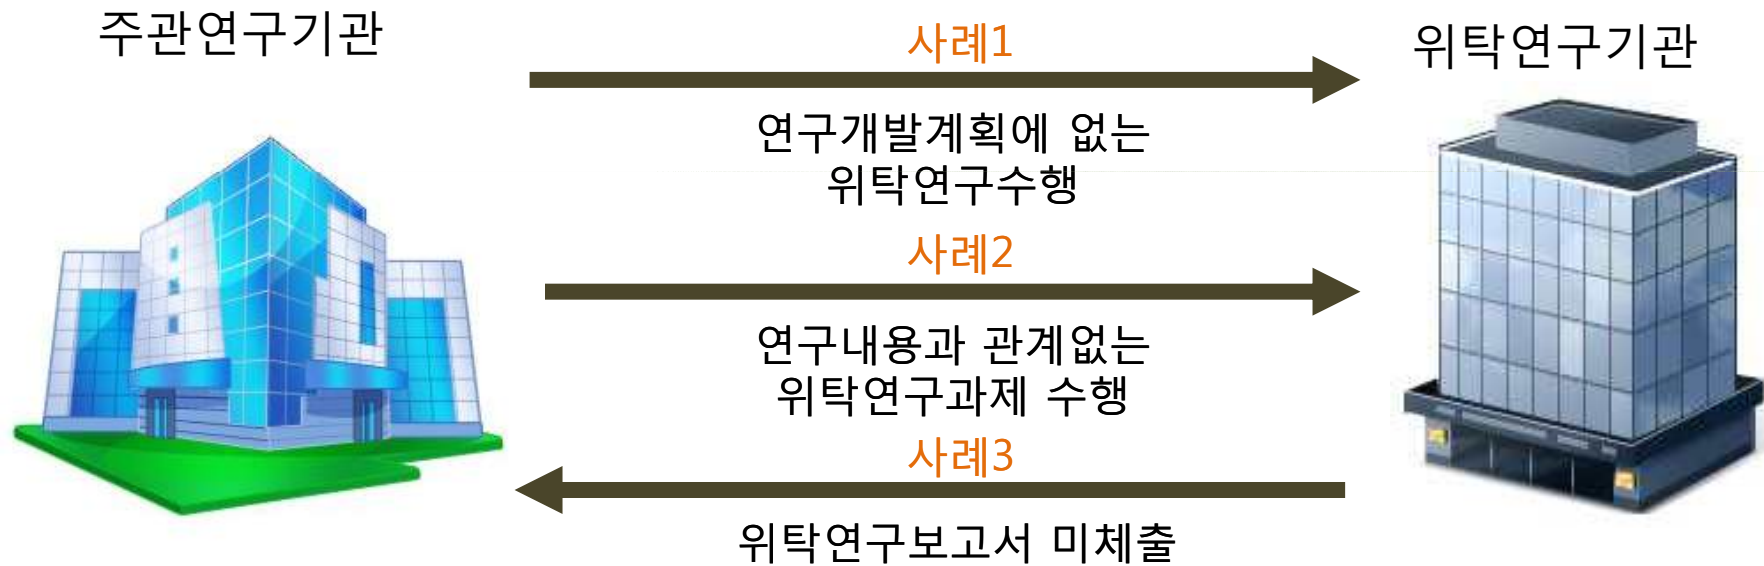 주관연구기관
사례1
위탁연구기관
연구개발계획에 없는
위탁연구수행
사례2
연구내용과 관계없는
위탁연구과제 수행
사례3
위탁연구보고서 미체출